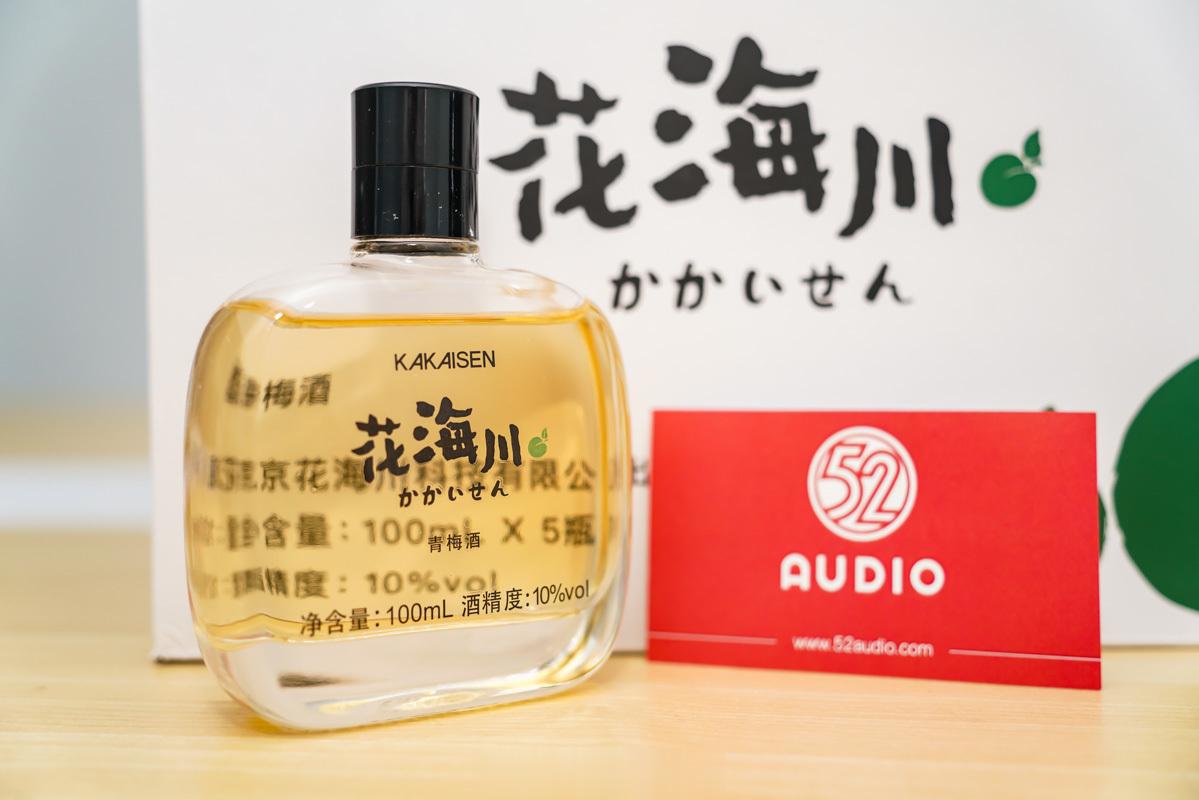 花海川
かかいせん
KAKAISEN
花海川
かかいせん
青梅酒
净含量：100mL 酒精度：10%vol
梅酒
京花海川科技有限公
含量：100mL X 5瓶
精度：10%vol
52
AUDIO
www.52audio.com